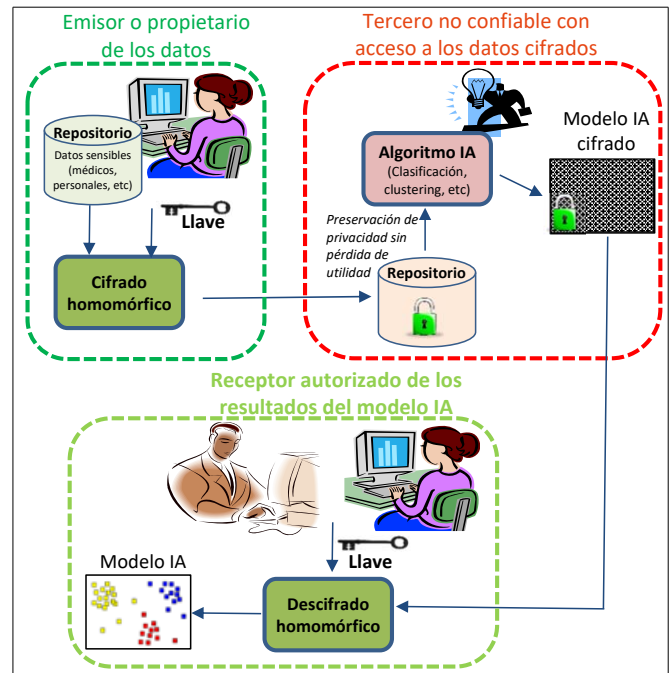 Emisor o propietario
de los datos
Repositorio
Datos sensibles
(médicos,
personales, etc)
Llave
Cifrado
homomórfico
Tercero no confiable con
acceso a los datos cifrados
Algoritmo IA
(Clasificación,
clustering, etc)
Modelo IA
cifrado
Preservación de
privacidad sin
pérdida de
utilidad
Repositorio
Receptor autorizado de los
resultados del modelo IA
Llave
Modelo IA
Descifrado
homomórfico